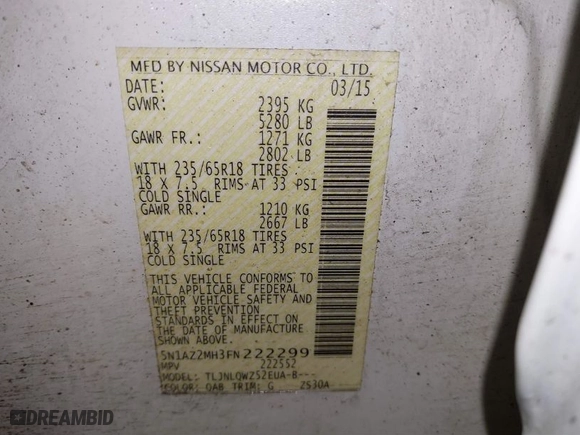 MFD BY NISSAN MOTOR CO., LTD.
DATE: 03/15
GVWR: 2395 KG
5280 LB
GAWR FR.: 1271 KG
2802 LB
WITH 235/65R18 TIRES
18 X 7.5 RIMS AT 33 PSI
COLD SINGLE
GAWR RR.: 1210 KG
2667 LB
WITH 235/65R18 TIRES
18 X 7.5 RIMS AT 33 PSI
COLD SINGLE
THIS VEHICLE CONFORMS TO
ALL APPLICABLE FEDERAL
MOTOR VEHICLE SAFETY AND
THEFT PREVENTION
STANDARDS IN EFFECT ON
THE DATE OF MANUFACTURE
SHOWN ABOVE.
5N1AZ2MH3FN222299
MPV 222552
MODEL: TLJNLQWZ52EUA-B---
COLOR: QAB TRIM: G Z530A
DREAMBID